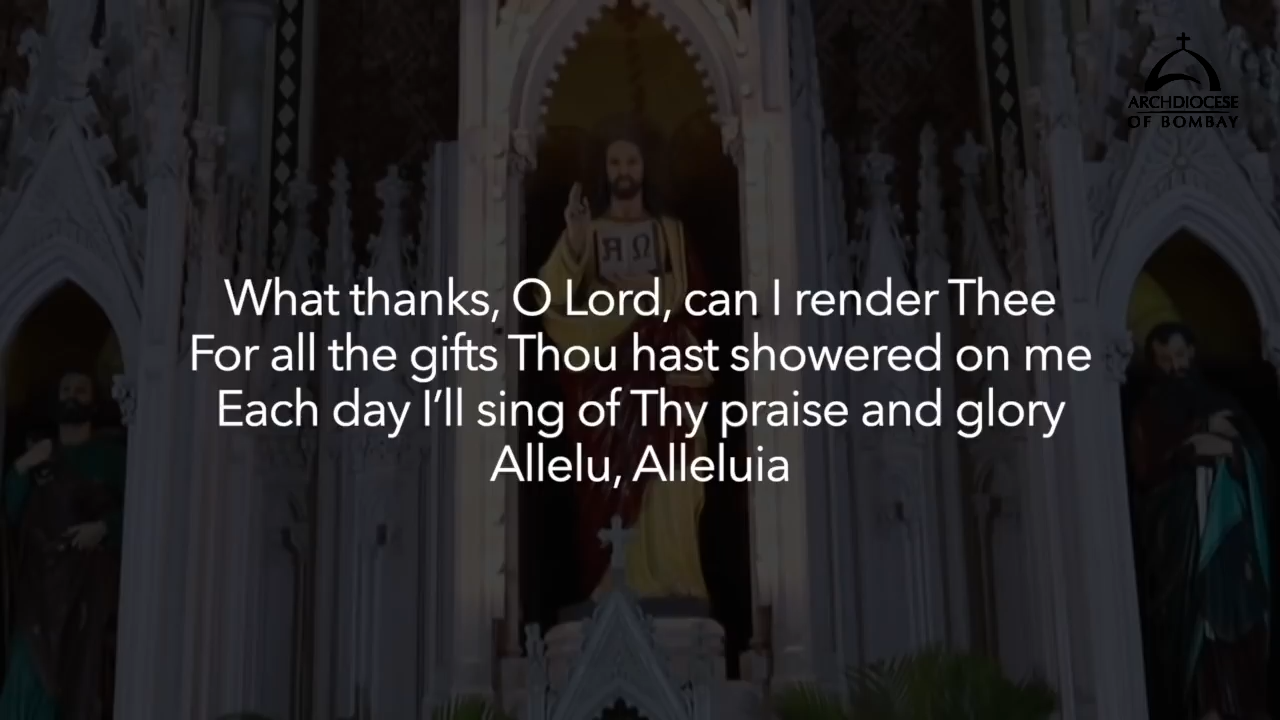 ARCHDIOCESE
OF BOMBAY
Α Ω
What thanks, O Lord, can I render Thee
For all the gifts Thou hast showered on me
Each day I’ll sing of Thy praise and glory
Allelu, Alleluia